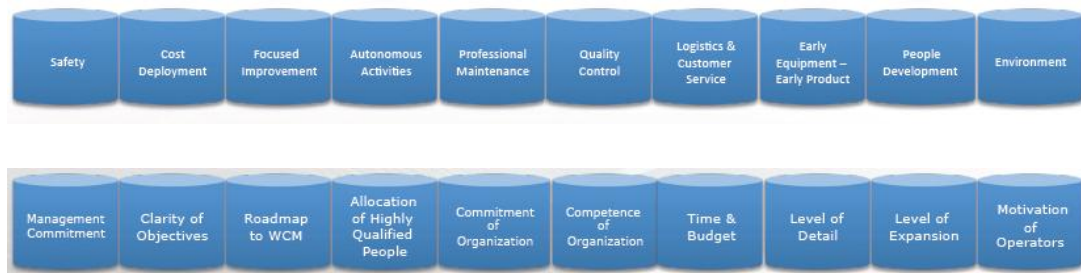 Safety
Cost
Deployment
Focused
Improvement
Autonomous
Activities
Professional
Maintenance
Quality
Control
Logistics &
Customer
Service
Early
Equipment –
Early Product
People
Development
Environment
Management
Commitment
Clarity of
Objectives
Roadmap
to WCM
Allocation
of Highly
Qualified
People
Commitment
of
Organization
Competence
of
Organization
Time &
Budget
Level of
Detail
Level of
Expansion
Motivation
of
Operators